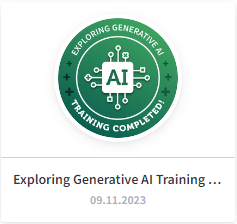 EXPLORING GENERATIVE AI
AI
TRAINING COMPLETED!
Exploring Generative AI Training ...
09.11.2023